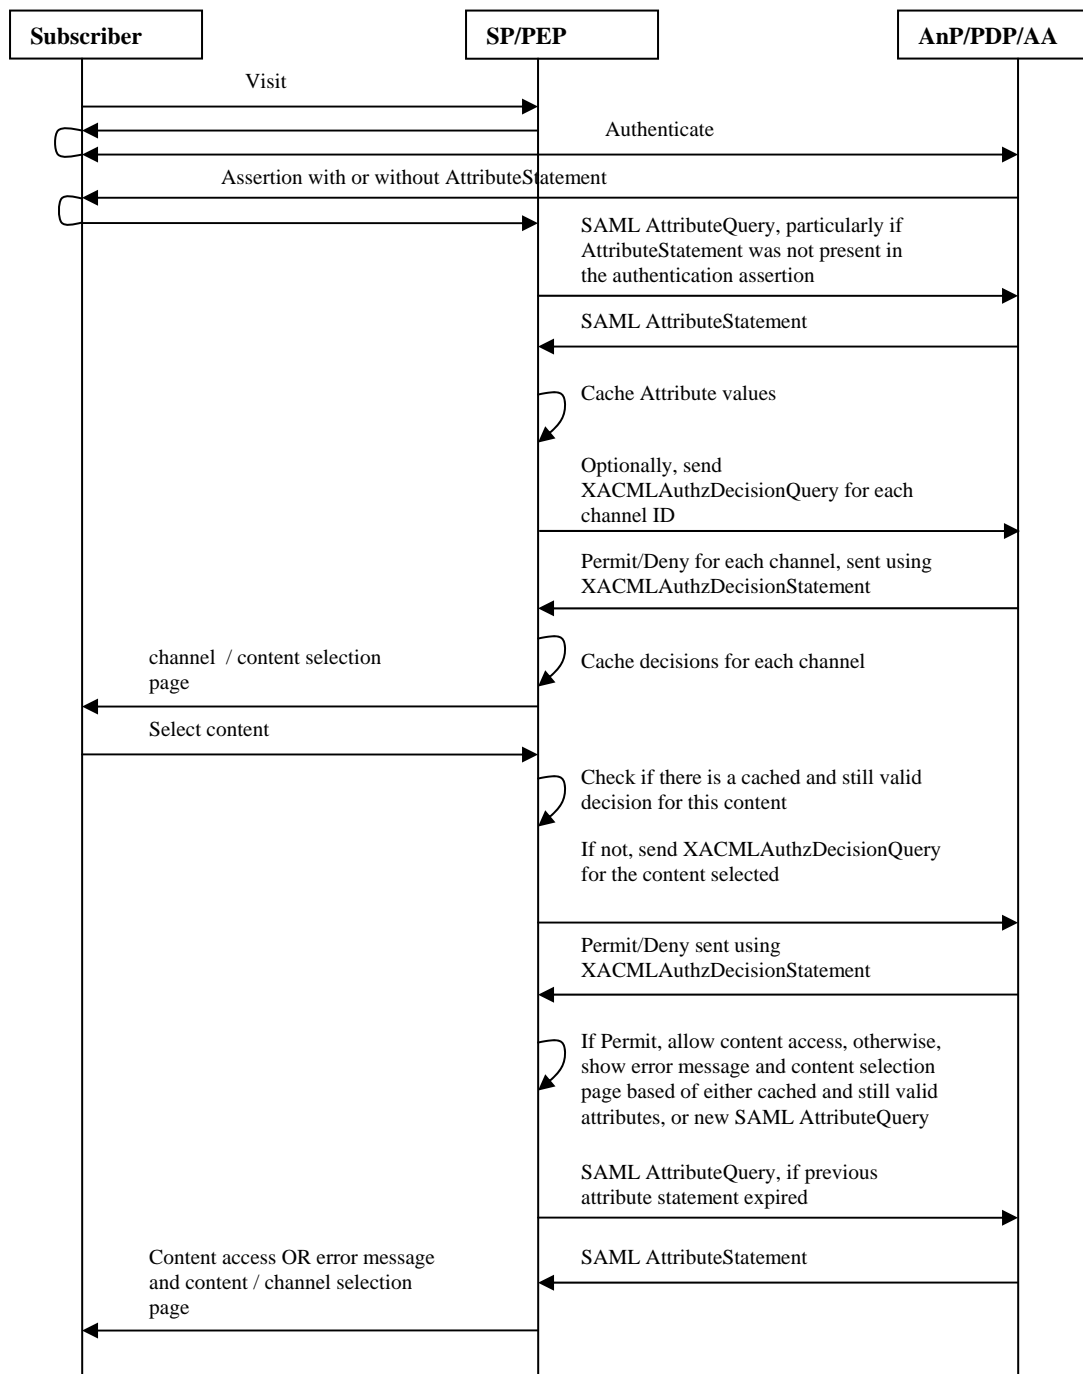 Subscriber
SP/PEP
AnP/PDP/AA
Visit
Authenticate
Assertion with or without AttributeStatement
SAML AttributeQuery, particularly if
AttributeStatement was not present in
the authentication assertion
SAML AttributeStatement
Cache Attribute values
Optionally, send
XACMLAuthzDecisionQuery for each
channel ID
Permit/Deny for each channel, sent using
XACMLAuthzDecisionStatement
channel / content selection
page
Cache decisions for each channel
Select content
Check if there is a cached and still valid
decision for this content
If not, send XACMLAuthzDecisionQuery
for the content selected
Permit/Deny sent using
XACMLAuthzDecisionStatement
If Permit, allow content access, otherwise,
show error message and content selection
page based of either cached and still valid
attributes, or new SAML AttributeQuery
SAML AttributeQuery, if previous
attribute statement expired
Content access OR error message
and content / channel selection
page
SAML AttributeStatement